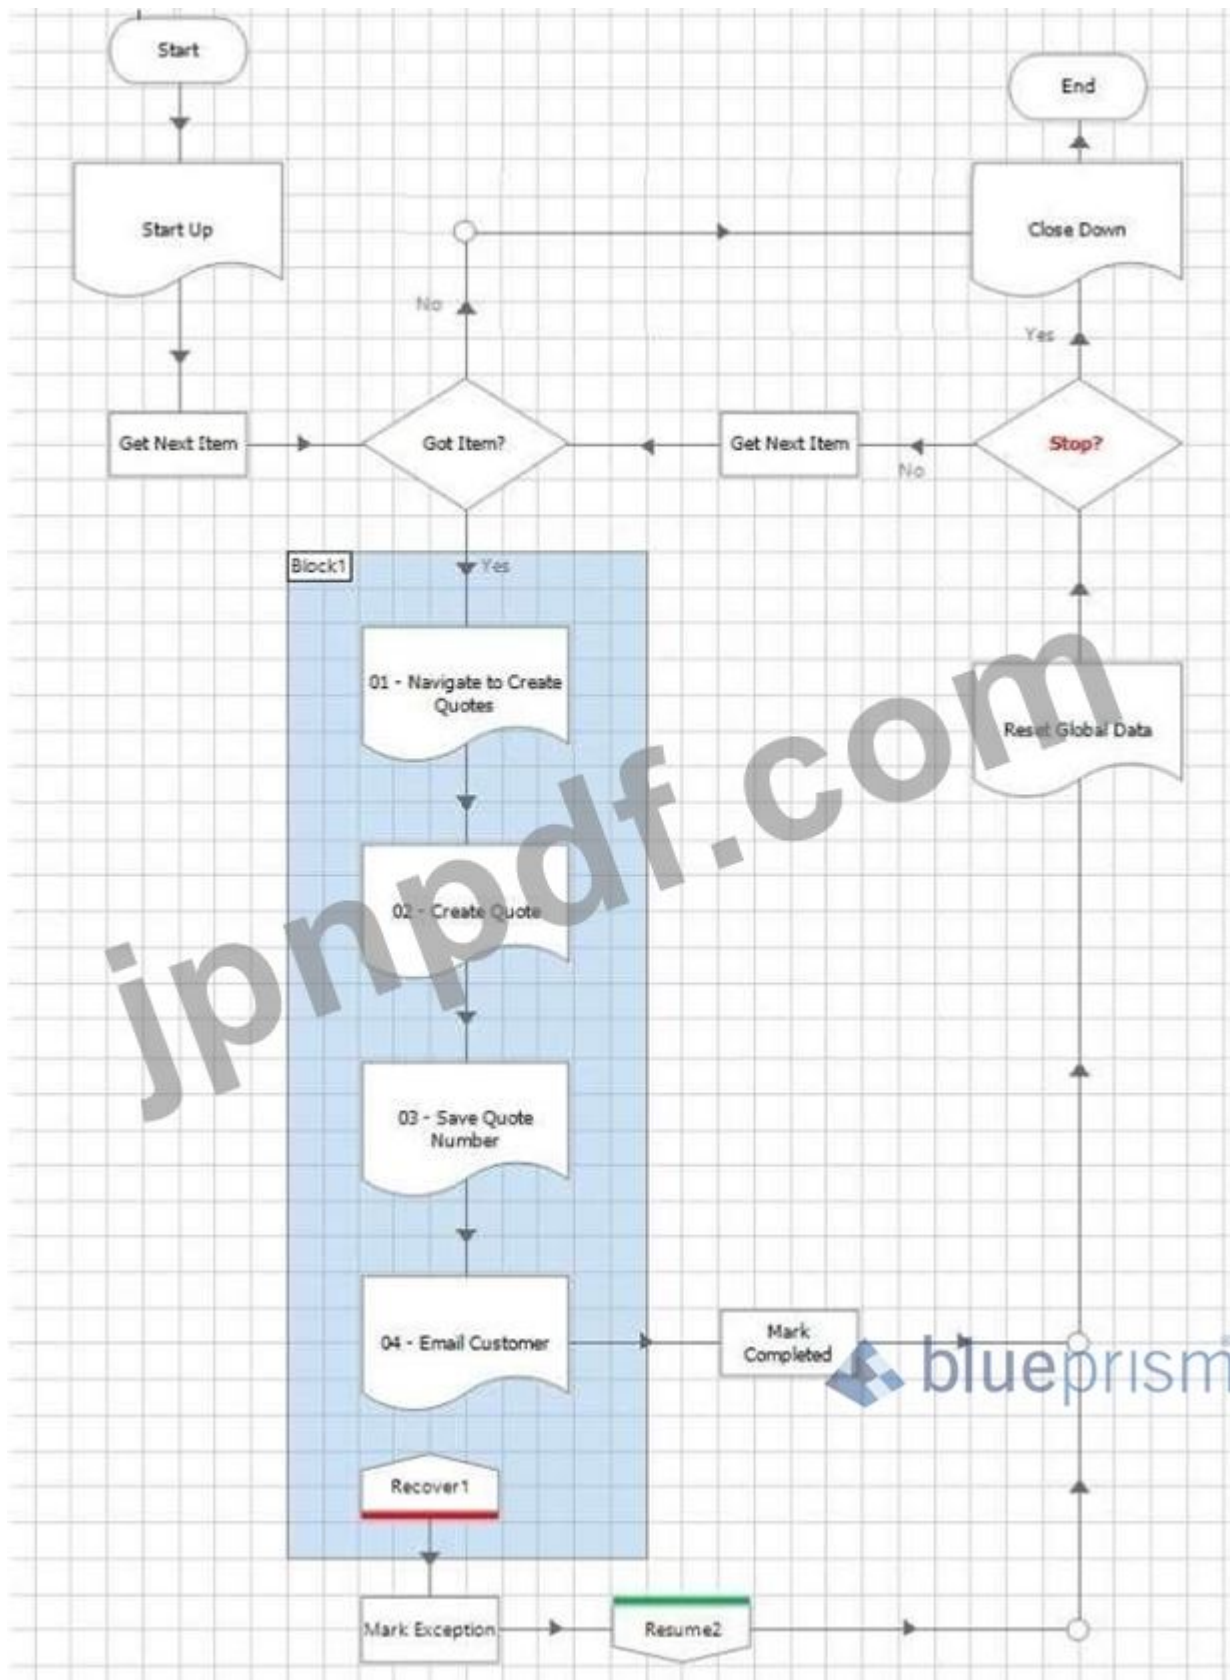 Start
End
Start Up
Close Down
No
Yes
Get Next Item
Got Item?
Get Next Item
Stop?
No
Block1
Yes
01 - Navigate to Create
Quotes
Reset Global Data
02 - Create Quote
jpnpdf.com
03 - Save Quote
Number
04 - Email Customer
Mark
Completed
blueprism
Recover1
Mark Exception
Resume2